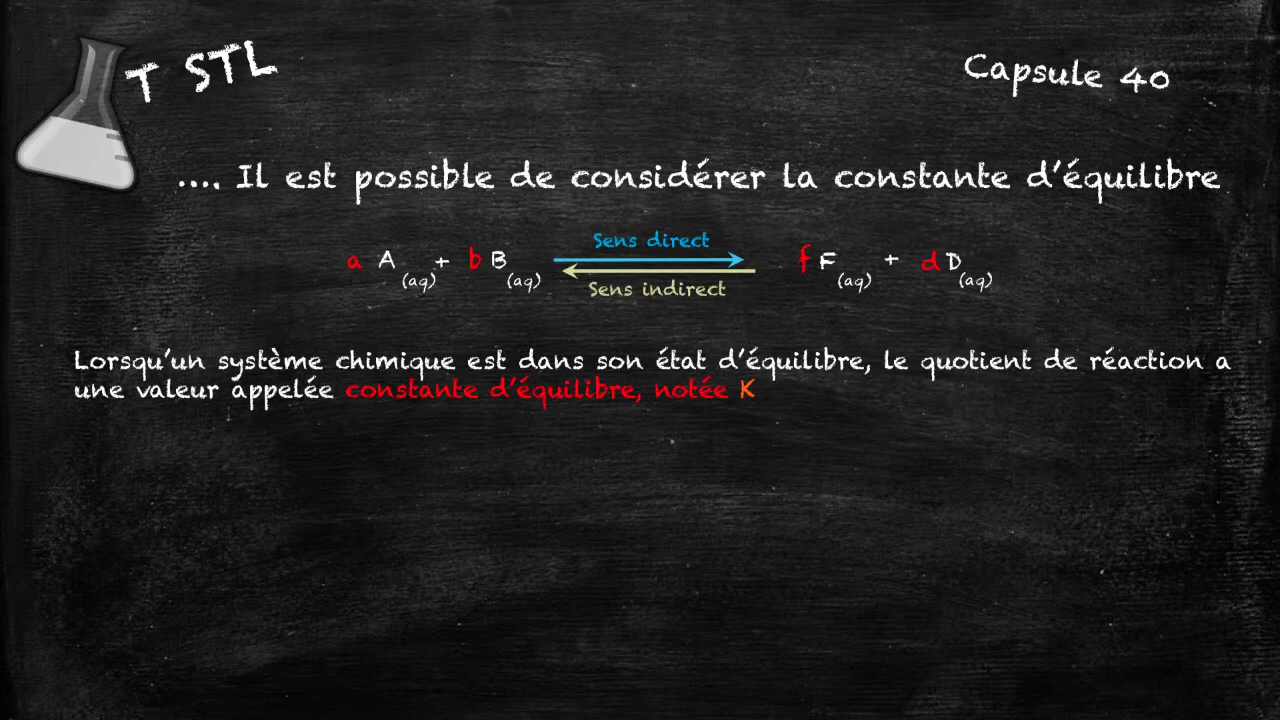 T STL
Capsule 40
.... Il est possible de considérer la constante d'équilibre
Sens direct
a A (aq) + b B (aq) f F (aq) + d D (aq)
Sens indirect
Lorsqu'un système chimique est dans son état d'équilibre, le quotient de réaction a
une valeur appelée constante d'équilibre, notée K